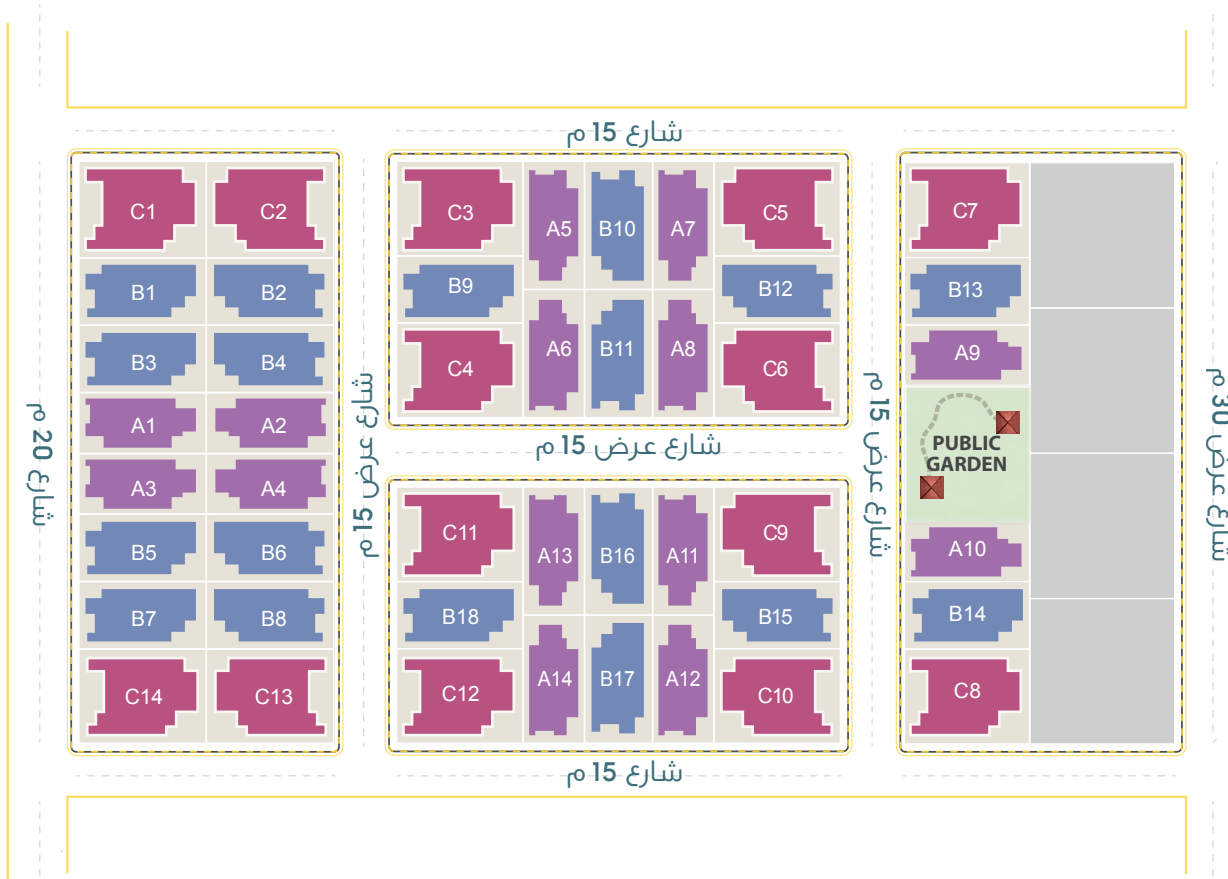 شارع 15 م
C1
C2
C3
A5
B10
A7
C5
C7
B1
B2
B9
B12
B13
B3
B4
C4
A6
B11
A8
C6
A9
A1
A2
شارع 20 م
شارع عرض 15 م
شارع عرض 15 م
شارع عرض 15 م
PUBLIC
GARDEN
شارع عرض 30 م
A3
A4
C11
A13
B16
A11
C9
B5
B6
A10
B7
B8
B18
B15
B14
C14
C13
C12
A14
B17
A12
C10
C8
شارع 15 م